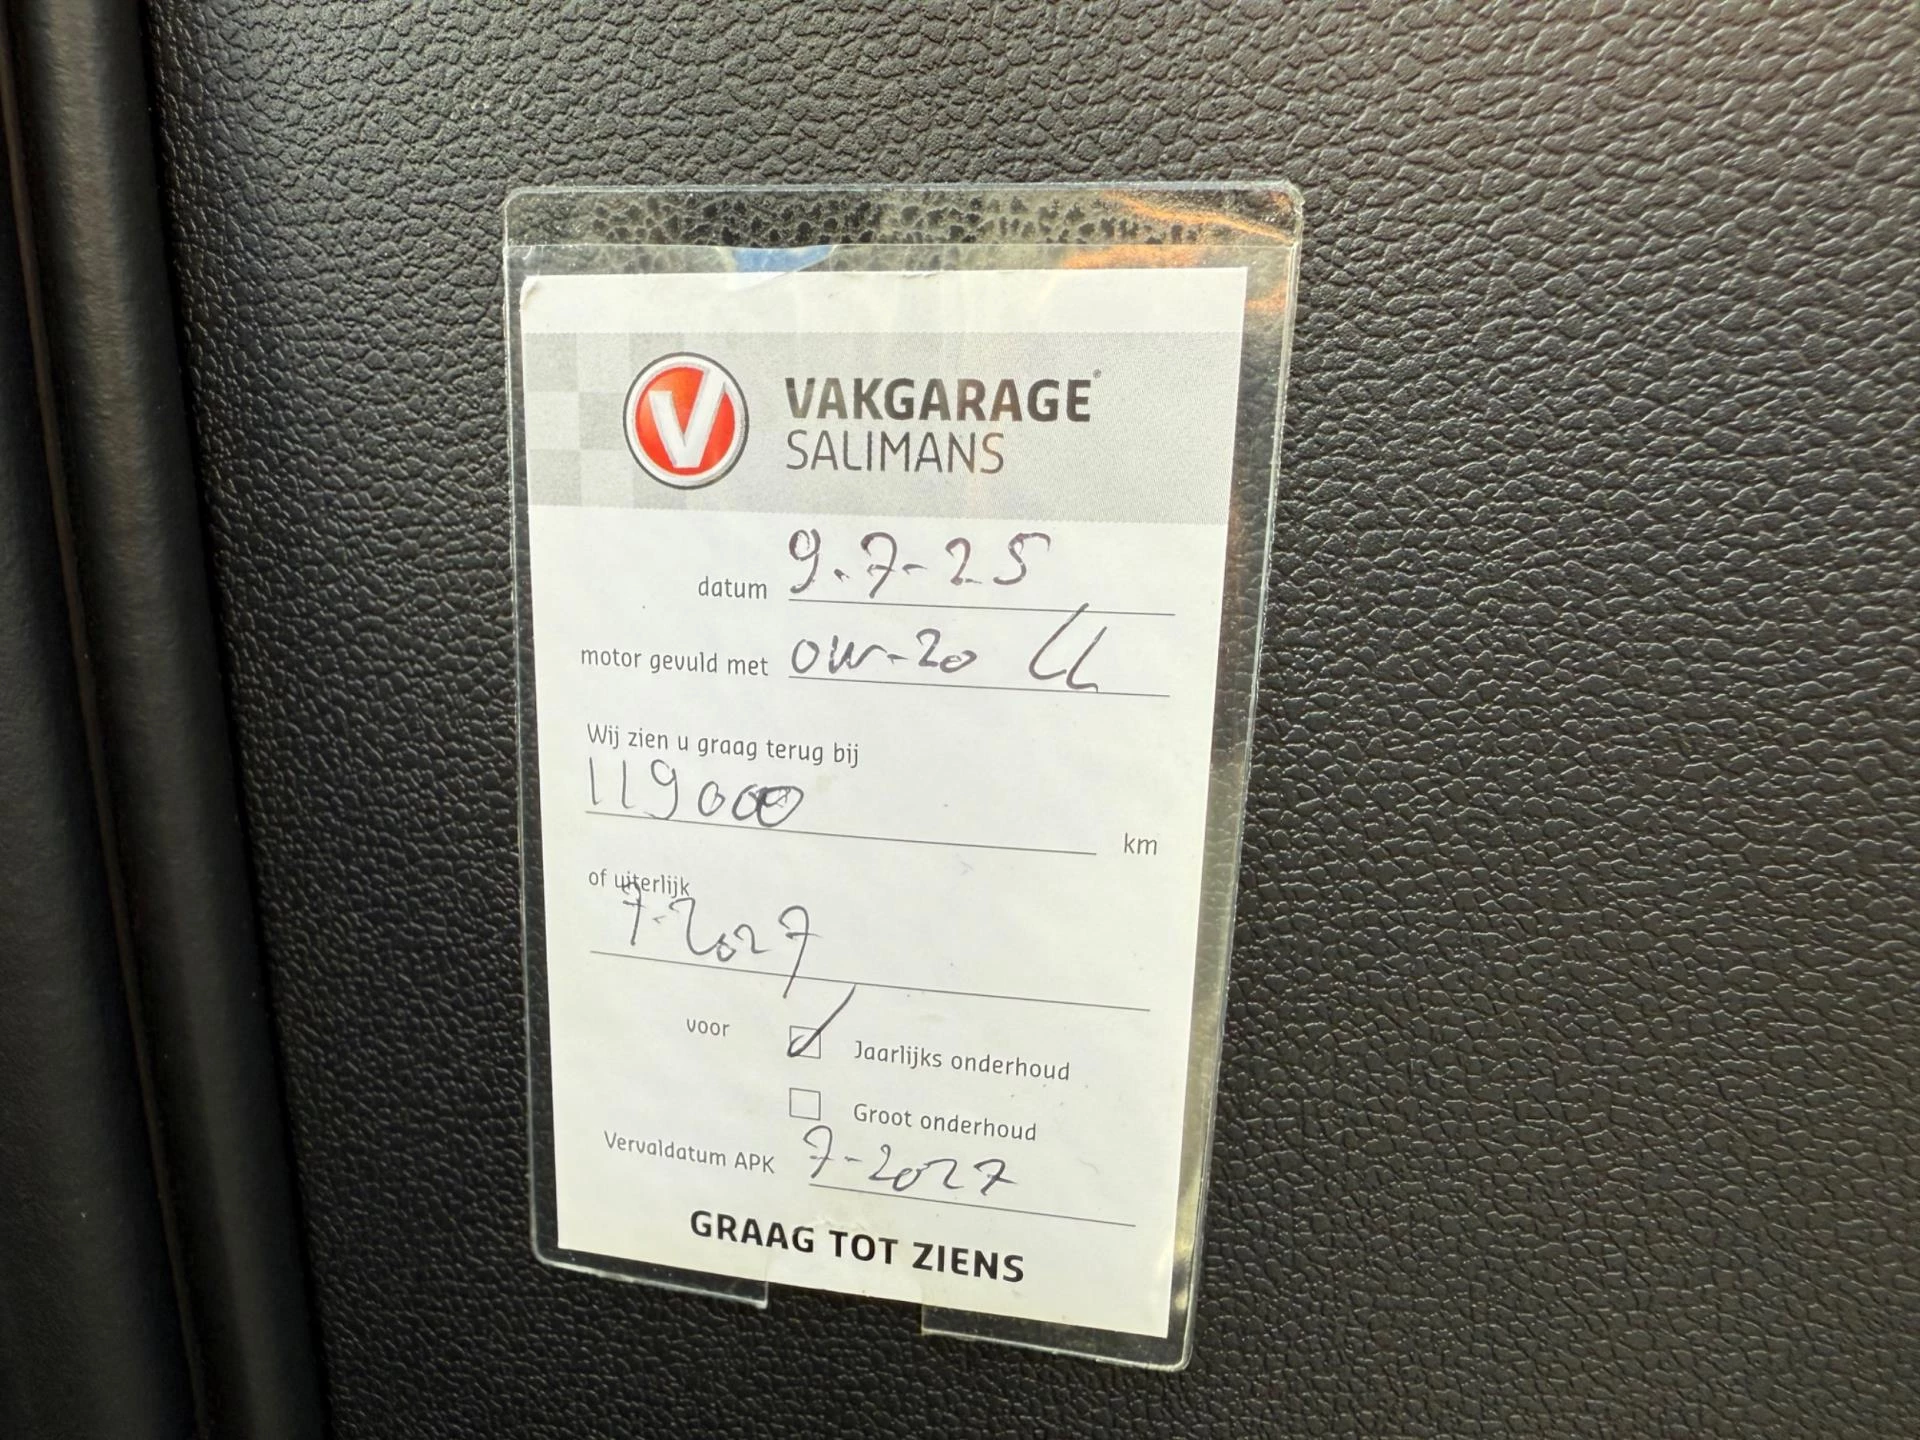 VAKGARAGE
SALIMANS
datum 9.7-25
motor gevuld met 0W-20 LL
Wij zien u graag terug bij
119000 km
of uiterlijk
7-2027
voor Jaarlijks onderhoud
Groot onderhoud
Vervaldatum APK 7-2027
GRAAG TOT ZIENS